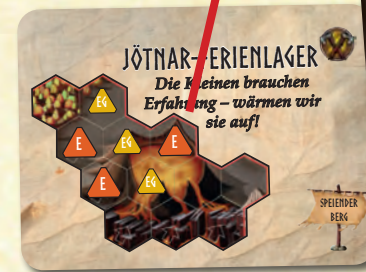 JÖTNAR-FERIENLAGER
Die Kleinen brauchen
Erfahrung – wärmen wir
sie auf!
EG
E
EG
E
E
EG
SPEIENDER
BERG